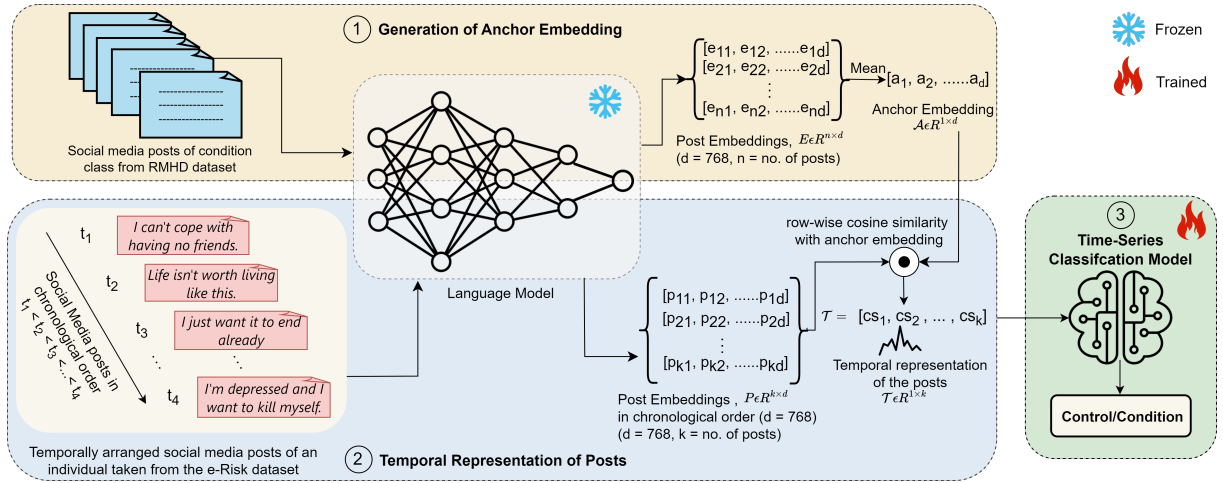 1 Generation of Anchor Embedding
Social media posts of condition
class from RMHD dataset
[e11, e12, ......e1d]
[e21, e22, ......e2d]
⋮
[en1, en2, ......end]
Post Embeddings, EϵR^n×d
(d = 768, n = no. of posts)
Mean
[a1, a2, ......ad]
Anchor Embedding
𝒜ϵR^1×d
Frozen
Trained
Language Model
t1
I can't cope with
having no friends.
t2
Life isn't worth living
like this.
t3
I just want it to end
already
...
...
t4
I'm depressed and I
want to kill myself.
Social Media posts in
chronological order
t1 < t2 < t3 <...< t4
Temporally arranged social media posts of an
individual taken from the e-Risk dataset
2 Temporal Representation of Posts
[p11, p12, ......p1d]
[p21, p22, ......p2d]
...
[pk1, pk2, ......pkd]
Post Embeddings , PϵR^k×d
in chronological order (d = 768)
(d = 768, k = no. of posts)
row-wise cosine similarity
with anchor embedding
𝒯 = [cs1, cs2 , ... , csk]
Temporal representation
of the posts
𝒯ϵR^1×k
3
Time-Series
Classifcation Model
Control/Condition